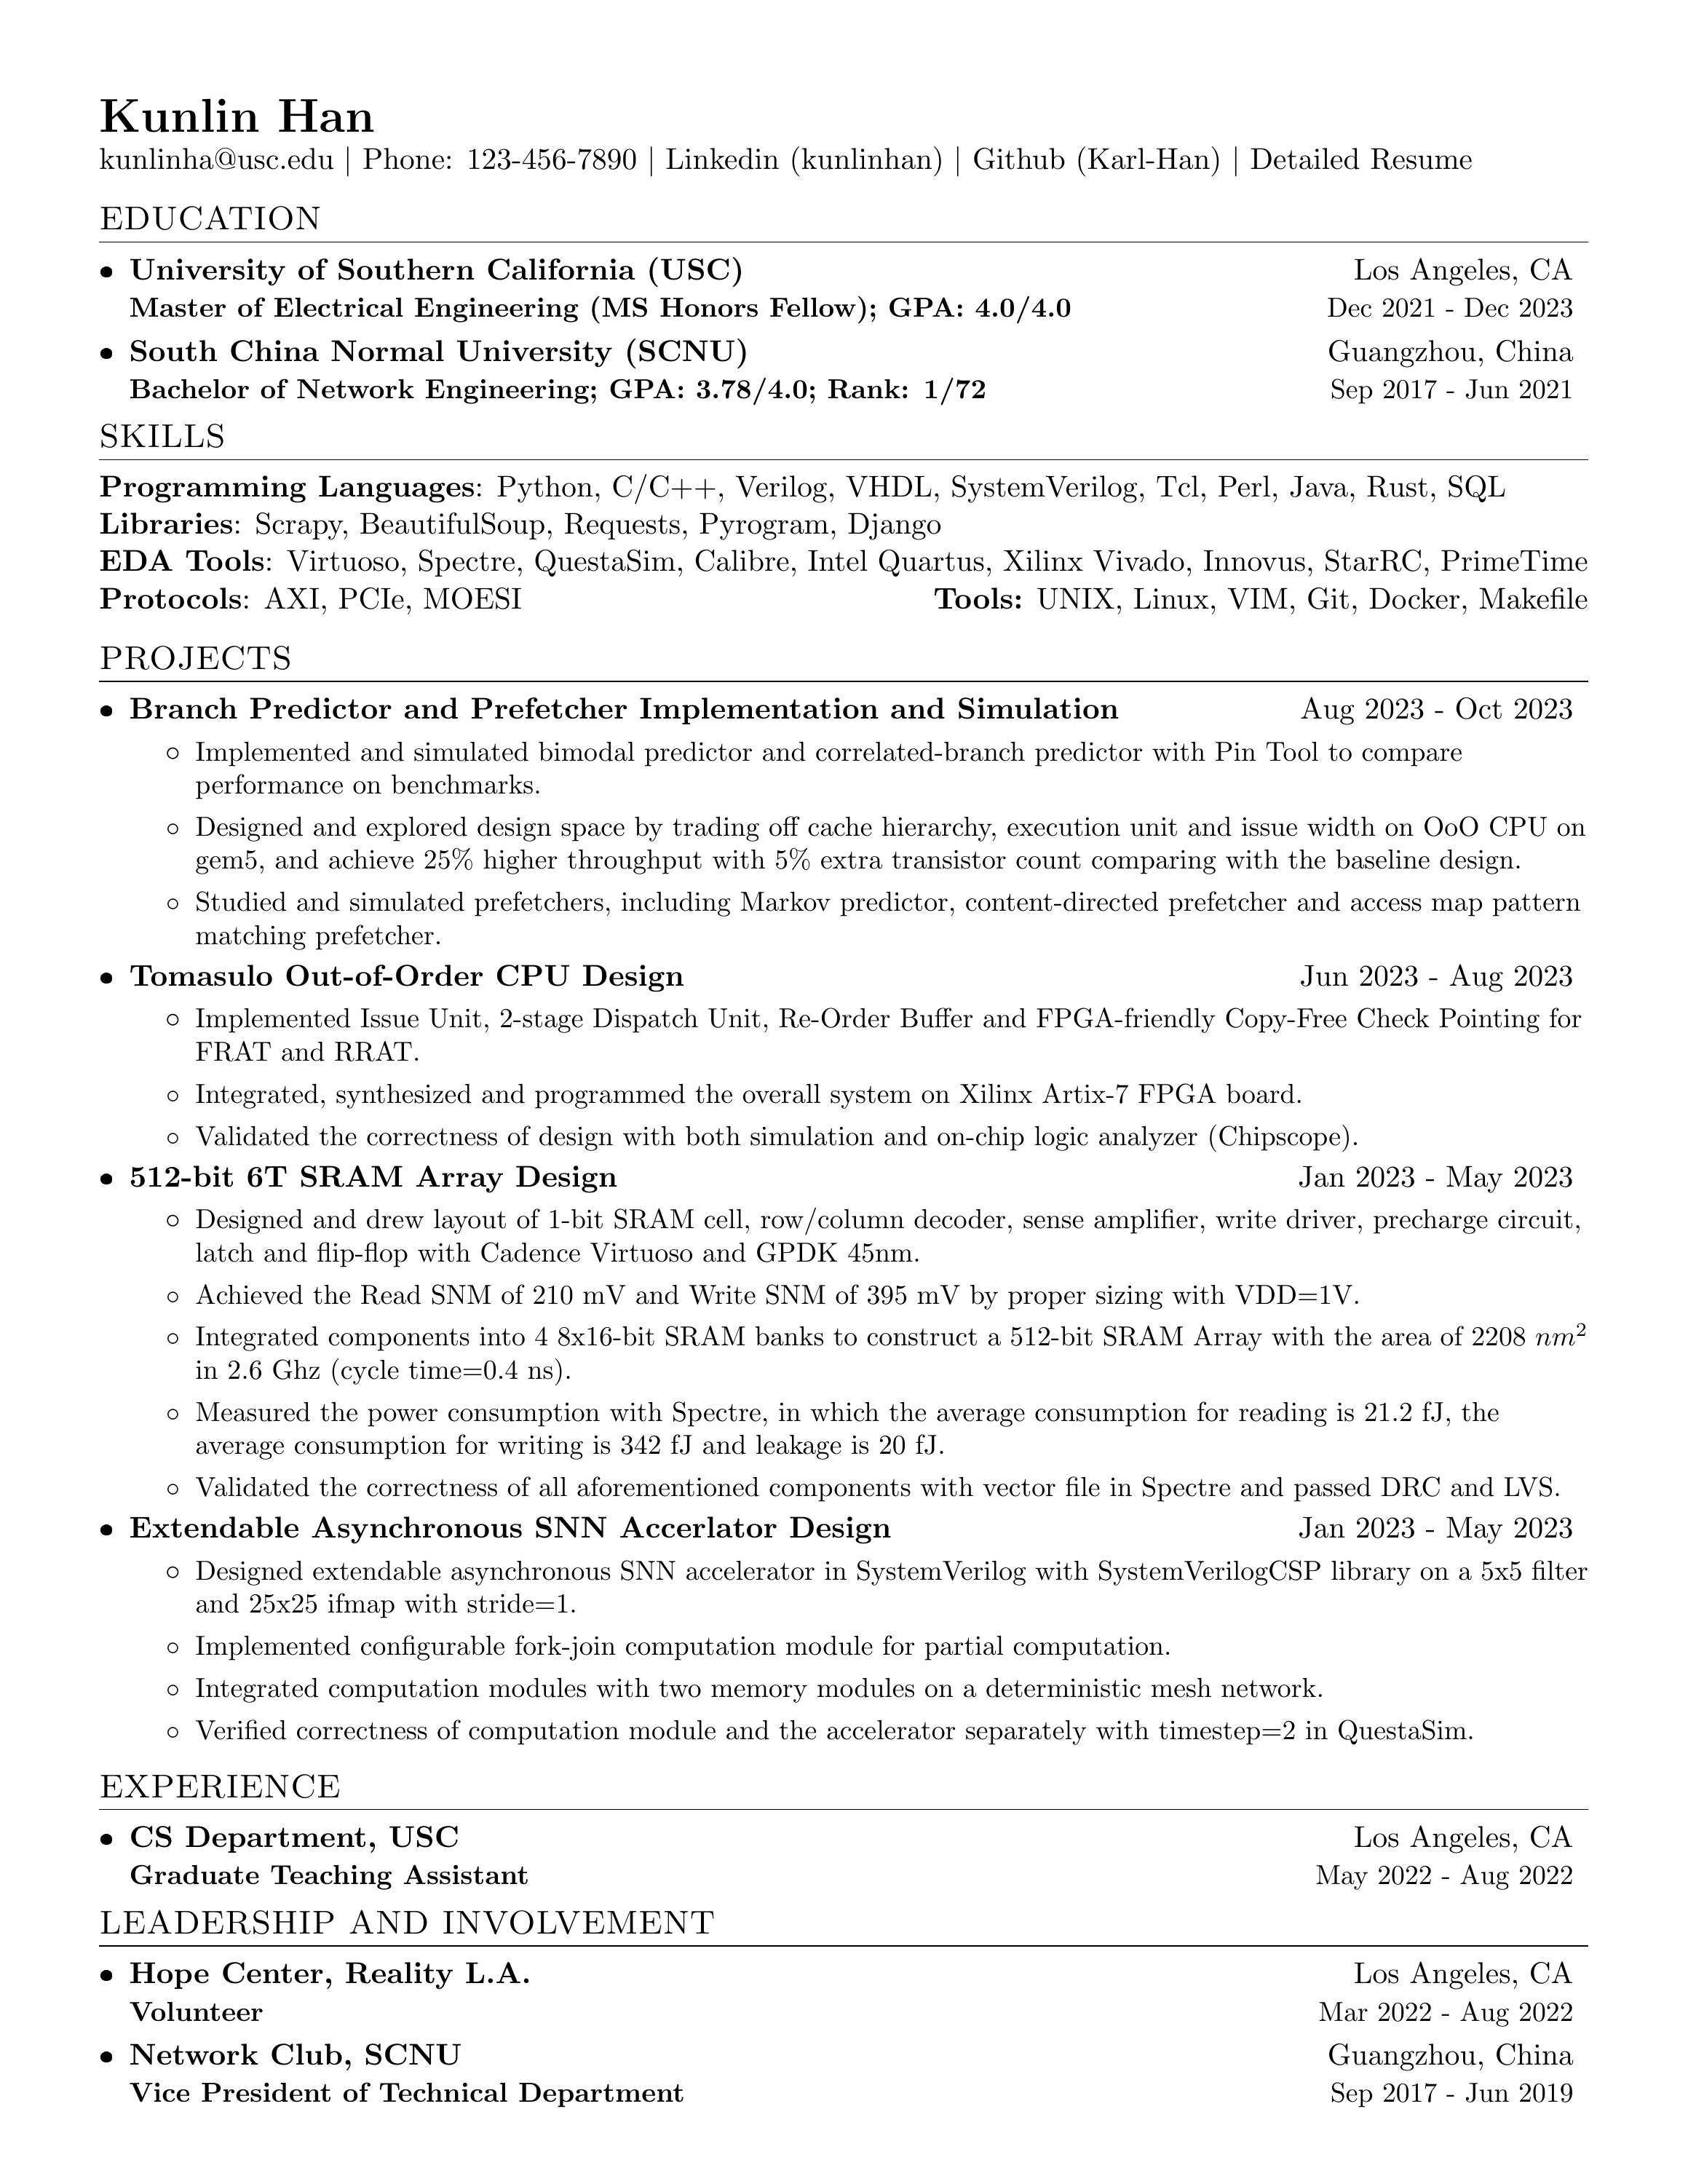 Kunlin Han
kunlinha@usc.edu | Phone: 123-456-7890 | Linkedin (kunlinhan) | Github (Karl-Han) | Detailed Resume
EDUCATION
• University of Southern California (USC) Los Angeles, CA
Master of Electrical Engineering (MS Honors Fellow); GPA: 4.0/4.0 Dec 2021 - Dec 2023
• South China Normal University (SCNU) Guangzhou, China
Bachelor of Network Engineering; GPA: 3.78/4.0; Rank: 1/72 Sep 2017 - Jun 2021
SKILLS
Programming Languages: Python, C/C++, Verilog, VHDL, SystemVerilog, Tcl, Perl, Java, Rust, SQL
Libraries: Scrapy, BeautifulSoup, Requests, Pyrogram, Django
EDA Tools: Virtuoso, Spectre, QuestaSim, Calibre, Intel Quartus, Xilinx Vivado, Innovus, StarRC, PrimeTime
Protocols: AXI, PCIe, MOESI Tools: UNIX, Linux, VIM, Git, Docker, Makefile
PROJECTS
• Branch Predictor and Prefetcher Implementation and Simulation Aug 2023 - Oct 2023
◦ Implemented and simulated bimodal predictor and correlated-branch predictor with Pin Tool to compare
performance on benchmarks.
◦ Designed and explored design space by trading off cache hierarchy, execution unit and issue width on OoO CPU on
gem5, and achieve 25% higher throughput with 5% extra transistor count comparing with the baseline design.
◦ Studied and simulated prefetchers, including Markov predictor, content-directed prefetcher and access map pattern
matching prefetcher.
• Tomasulo Out-of-Order CPU Design Jun 2023 - Aug 2023
◦ Implemented Issue Unit, 2-stage Dispatch Unit, Re-Order Buffer and FPGA-friendly Copy-Free Check Pointing for
FRAT and RRAT.
◦ Integrated, synthesized and programmed the overall system on Xilinx Artix-7 FPGA board.
◦ Validated the correctness of design with both simulation and on-chip logic analyzer (Chipscope).
• 512-bit 6T SRAM Array Design Jan 2023 - May 2023
◦ Designed and drew layout of 1-bit SRAM cell, row/column decoder, sense amplifier, write driver, precharge circuit,
latch and flip-flop with Cadence Virtuoso and GPDK 45nm.
◦ Achieved the Read SNM of 210 mV and Write SNM of 395 mV by proper sizing with VDD=1V.
◦ Integrated components into 4 8x16-bit SRAM banks to construct a 512-bit SRAM Array with the area of 2208 nm²
in 2.6 Ghz (cycle time=0.4 ns).
◦ Measured the power consumption with Spectre, in which the average consumption for reading is 21.2 fJ, the
average consumption for writing is 342 fJ and leakage is 20 fJ.
◦ Validated the correctness of all aforementioned components with vector file in Spectre and passed DRC and LVS.
• Extendable Asynchronous SNN Accerlator Design Jan 2023 - May 2023
◦ Designed extendable asynchronous SNN accelerator in SystemVerilog with SystemVerilogCSP library on a 5x5 filter
and 25x25 ifmap with stride=1.
◦ Implemented configurable fork-join computation module for partial computation.
◦ Integrated computation modules with two memory modules on a deterministic mesh network.
◦ Verified correctness of computation module and the accelerator separately with timestep=2 in QuestaSim.
EXPERIENCE
• CS Department, USC Los Angeles, CA
Graduate Teaching Assistant May 2022 - Aug 2022
LEADERSHIP AND INVOLVEMENT
• Hope Center, Reality L.A. Los Angeles, CA
Volunteer Mar 2022 - Aug 2022
• Network Club, SCNU Guangzhou, China
Vice President of Technical Department Sep 2017 - Jun 2019